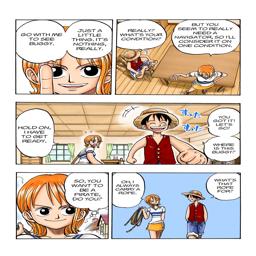 BUT YOU
SEEM TO REALLY
NEED A
NAVIGATOR, SO I'LL
CONSIDER IT ON
ONE CONDITION.
REALLY?
WHAT'S YOUR
CONDITION?
JUST A
LITTLE
THING. IT'S
NOTHING,
REALLY.
GO WITH ME
TO SEE
BUGGY.
YOU
GOT IT!
LET'S
GO!
WHERE
IS THIS
BUGGY?
HOLD ON,
I HAVE
TO GET
READY.
WHAT'S
THAT
ROPE
FOR?
OH, I
ALWAYS
CARRY A
ROPE.
SO, YOU
WANT TO
BE A
PIRATE,
DO YOU?